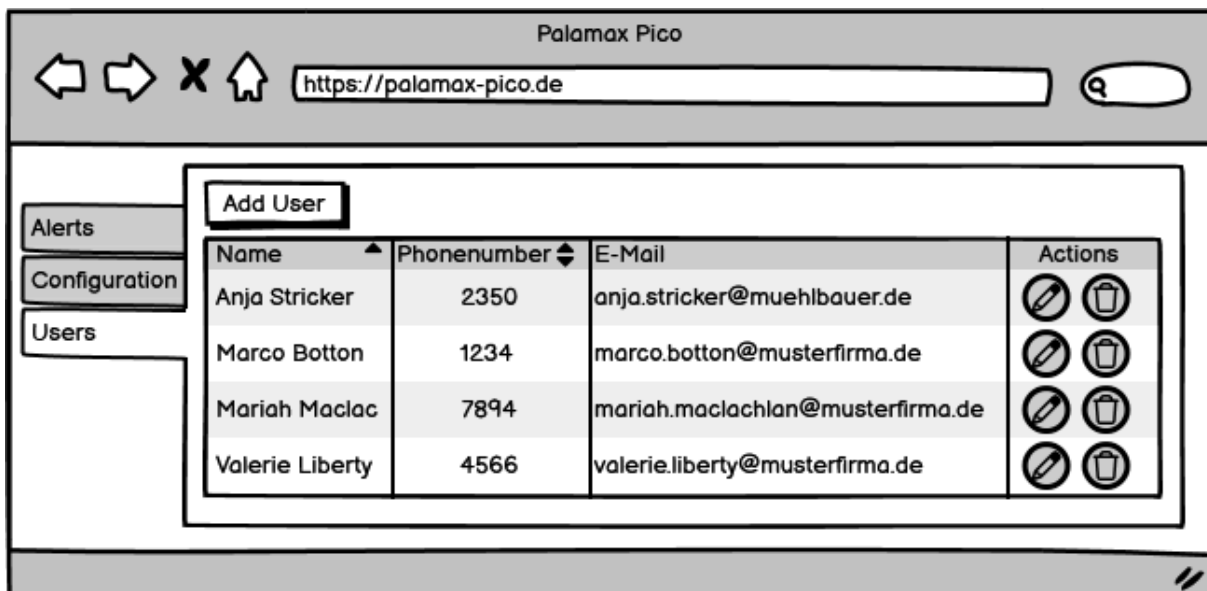 Palamax Pico
https://palamax-pico.de
Alerts
Configuration
Users
Add User
Name Phonenumber E-Mail Actions
Anja Stricker 2350 anja.stricker@muehlbauer.de
Marco Botton 1234 marco.botton@musterfirma.de
Mariah Maclac 7894 mariah.maclachlan@musterfirma.de
Valerie Liberty 4566 valerie.liberty@musterfirma.de